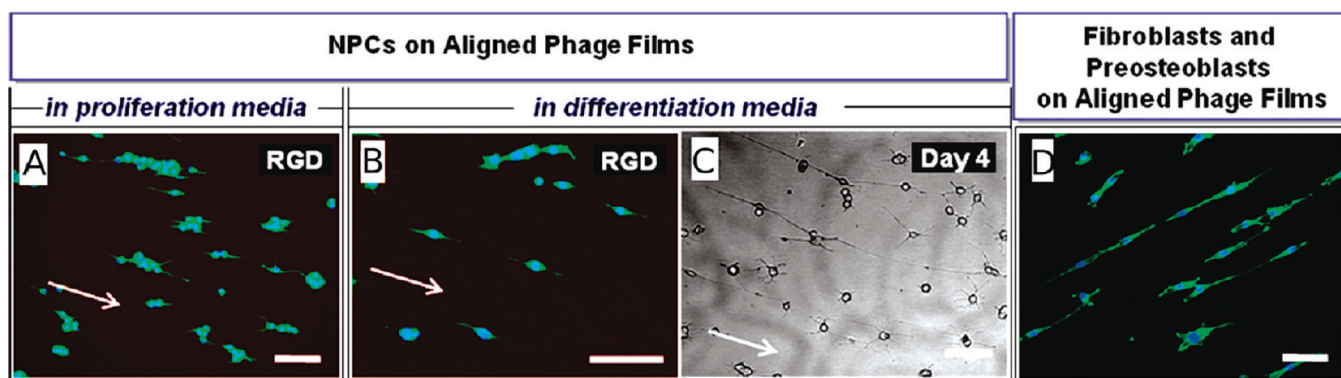 NPCs on Aligned Phage Films
Fibroblasts and
Preosteoblasts
on Aligned Phage Films
in proliferation media
in differentiation media
A
RGD
B
RGD
C
Day 4
D